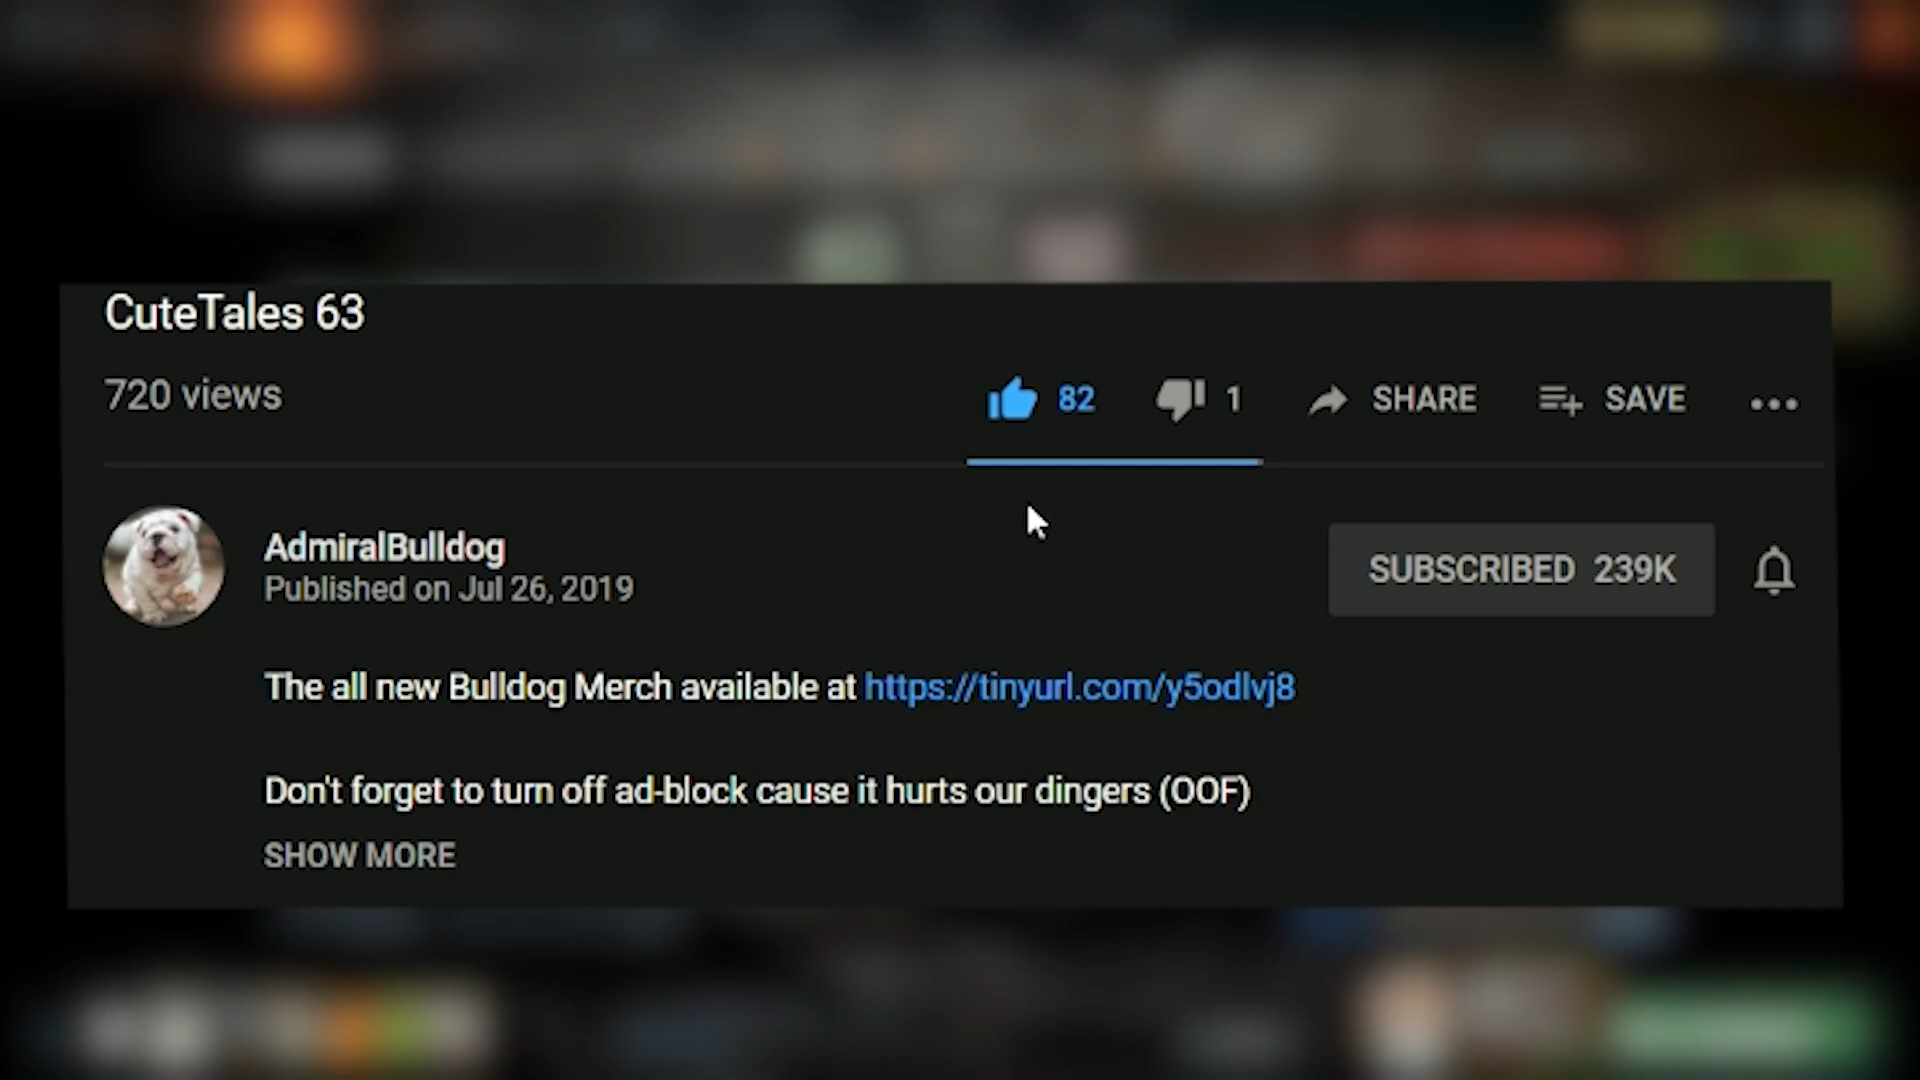 CuteTales 63
720 views
82
1
SHARE
SAVE
AdmiralBulldog
Published on Jul 26, 2019
SUBSCRIBED 239K
The all new Bulldog Merch available at https://tinyurl.com/y5odlvj8
Don't forget to turn off ad-block cause it hurts our dingers (OOF)
SHOW MORE